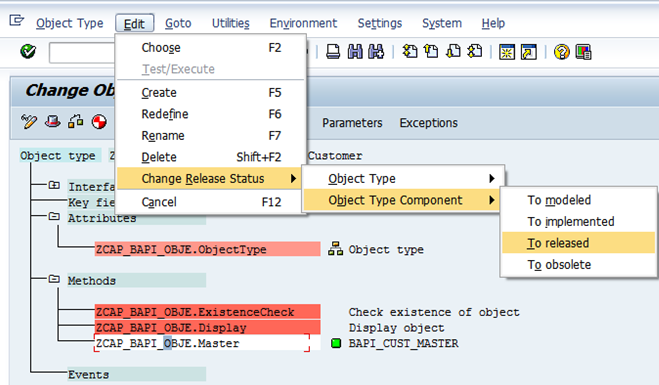 Object Type Edit Goto Utilities Environment Settings System Help
Choose F2
Test/Execute
Change Ob
Create F5
Redefine F6
Rename F7
Parameters Exceptions
Delete Shift+F2
Object type Z Customer
Change Release Status
Object Type
Interfa
Cancel F12
Object Type Component
To modeled
Key fie
Attributes
To implemented
To released
ZCAP_BAPI_OBJE.ObjectType Object type
To obsolete
Methods
ZCAP_BAPI_OBJE.ExistenceCheck Check existence of object
ZCAP_BAPI_OBJE.Display Display object
ZCAP_BAPI_OBJE.Master BAPI_CUST_MASTER
Events